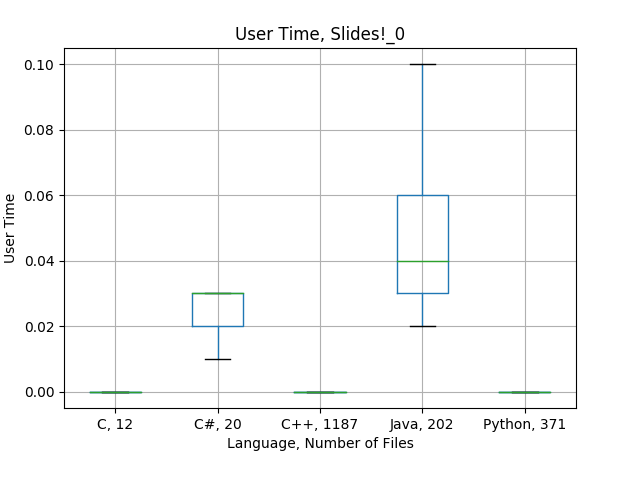 User Time, Slides!_0
0.10
0.08
0.06
0.04
0.02
0.00
User Time
C, 12
C#, 20
C++, 1187
Java, 202
Python, 371
Language, Number of Files